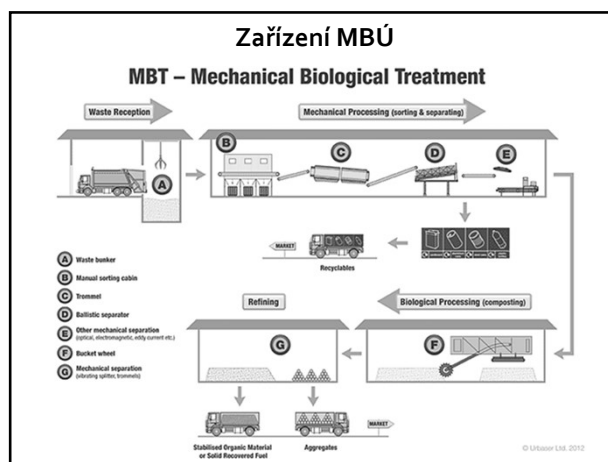 Zařízení MBÚ
MBT – Mechanical Biological Treatment
Waste Reception
Mechanical Processing (sorting & separating)
A
B
C
D
E
MARKET
Recyclables
A Waste bunker
B Manual sorting cabin
C Trommel
D Ballistic separator
E Other mechanical separation
(optical, electromagnetic, eddy current etc.)
F Bucket wheel
G Mechanical separation
(vibrating splitter, trommels)
Refining
Biological Processing (composting)
G
F
MARKET
Stabilised Organic Material
or Solid Recovered Fuel
Aggregates
© Urbaser Ltd. 2012